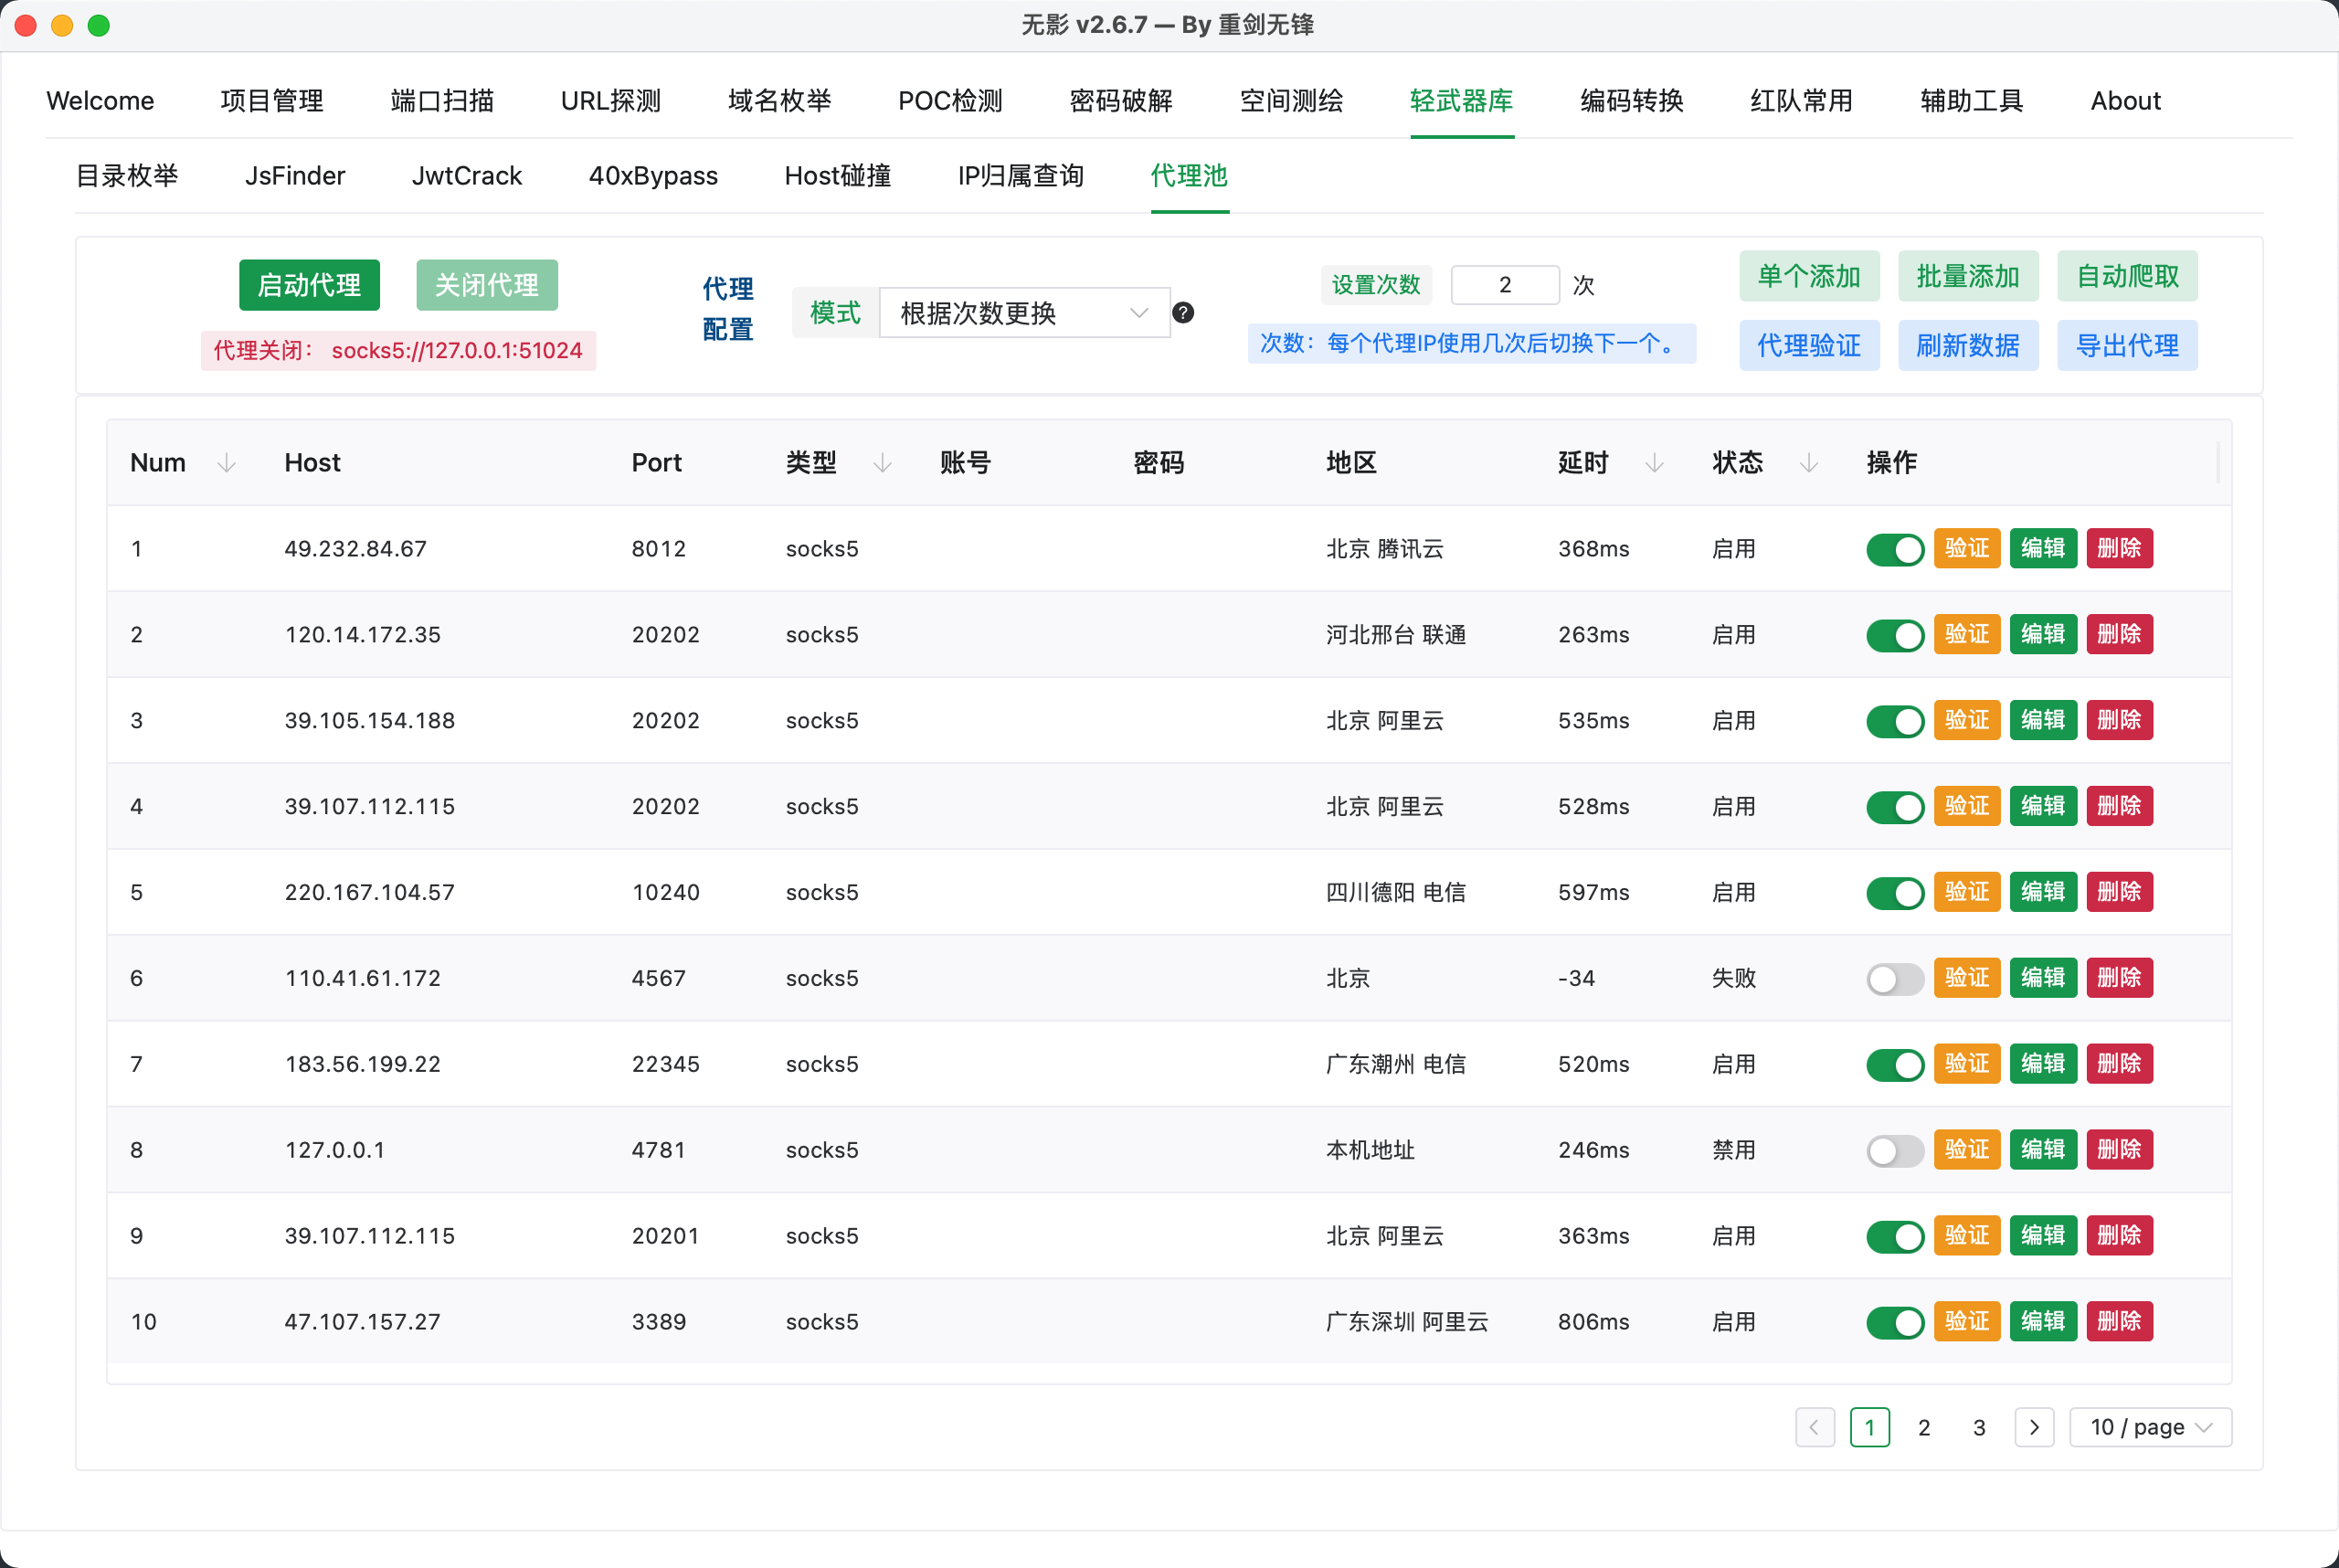 无影 v2.6.7 — By 重剑无锋
Welcome 项目管理 端口扫描 URL探测 域名枚举 POC检测 密码破解 空间测绘 轻武器库 编码转换 红队常用 辅助工具 About
目录枚举 JsFinder JwtCrack 40xBypass Host碰撞 IP归属查询 代理池
启动代理 关闭代理
代理关闭： socks5://127.0.0.1:51024
代理
配置
模式 根据次数更换 ?
设置次数 2 次
次数：每个代理IP使用几次后切换下一个。
单个添加 批量添加 自动爬取
代理验证 刷新数据 导出代理
Num Host Port 类型 账号 密码 地区 延时 状态 操作
1 49.232.84.67 8012 socks5 北京 腾讯云 368ms 启用 验证 编辑 删除
2 120.14.172.35 20202 socks5 河北邢台 联通 263ms 启用 验证 编辑 删除
3 39.105.154.188 20202 socks5 北京 阿里云 535ms 启用 验证 编辑 删除
4 39.107.112.115 20202 socks5 北京 阿里云 528ms 启用 验证 编辑 删除
5 220.167.104.57 10240 socks5 四川德阳 电信 597ms 启用 验证 编辑 删除
6 110.41.61.172 4567 socks5 北京 -34 失败 验证 编辑 删除
7 183.56.199.22 22345 socks5 广东潮州 电信 520ms 启用 验证 编辑 删除
8 127.0.0.1 4781 socks5 本机地址 246ms 禁用 验证 编辑 删除
9 39.107.112.115 20201 socks5 北京 阿里云 363ms 启用 验证 编辑 删除
10 47.107.157.27 3389 socks5 广东深圳 阿里云 806ms 启用 验证 编辑 删除
1 2 3 10 / page